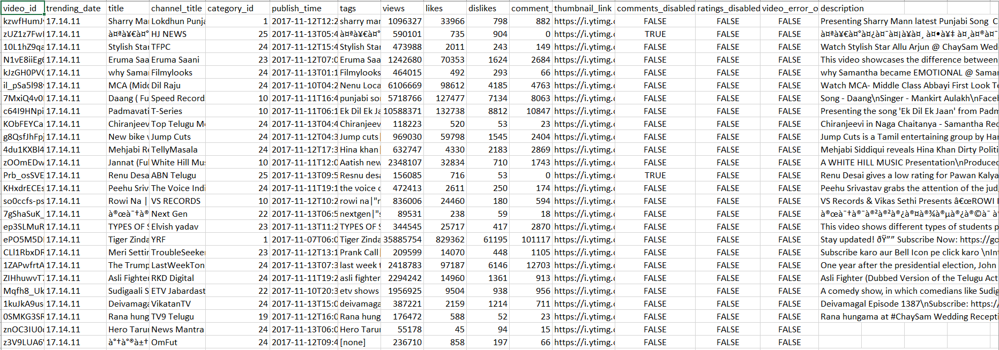 video_id trending_date title channel_title category_id publish_time tags views likes dislikes comment_ thumbnail_link comments_disabled ratings_disabled video_error_o description
kzwfHumJy 17.14.11 Sharry Mar Lokdhun Punja 1 2017-11-12T12:2 sharry mar 1096327 33966 798 882 https://i.ytimg.c FALSE FALSE FALSE Presenting Sharry Mann latest Punjabi Song C
zUZ1z7FwI 17.14.11 पीर HJ NEWS 25 2017-11-13T05:4 à¤ªà¥€à¤° 590101 735 904 0 https://i.ytimg.c TRUE FALSE FALSE
10L1hZ9qa 17.14.11 Stylish Star TFPC 24 2017-11-12T15:4 Stylish Star 473988 2011 243 149 https://i.ytimg.c FALSE FALSE FALSE Watch Stylish Star Allu Arjun @ ChaySam Wed
N1vE8iiEg6 17.14.11 Eruma Saa Eruma Saani 23 2017-11-12T07:0 Eruma Saa 1242680 70353 1624 2684 https://i.ytimg.c FALSE FALSE FALSE This video showcases the difference between
kJzGH0PVC 17.14.11 why Samar Filmylooks 24 2017-11-13T01:1 Filmylooks 464015 492 293 66 https://i.ytimg.c FALSE FALSE FALSE why Samantha became EMOTIONAL @ Samar
il_pSa5l98v 17.14.11 MCA (Midd Dil Raju 24 2017-11-10T04:2 Nenu Loca 6106669 98612 4185 4763 https://i.ytimg.c FALSE FALSE FALSE Watch MCA- Middle Class Abbayi First Look Te
7MxiQ4v0I 17.14.11 Daang ( Fu Speed Record 10 2017-11-11T16:4 punjabi son 5718766 127477 7134 8063 https://i.ytimg.c FALSE FALSE FALSE Song - Daang\nSinger - Mankirt Aulakh\nFacel
c64I9HNpi 17.14.11 Padmavati T-Series 10 2017-11-11T06:1 Ek Dil Ek Ja 10588371 132738 8812 10847 https://i.ytimg.c FALSE FALSE FALSE Presenting the song 'Ek Dil Ek Jaan' from Padm
KObFEYCa 17.14.11 Chiranjeev Top Telugu Me 24 2017-11-13T04:4 Chiranjeev 118223 520 53 23 https://i.ytimg.c FALSE FALSE FALSE Chiranjeevi in Naga Chaitanya - Samantha Rec
g8QsfJhFpj 17.14.11 New bike v Jump Cuts 24 2017-11-12T04:3 Jump cuts| 969030 59798 1545 2404 https://i.ytimg.c FALSE FALSE FALSE Jump Cuts is a Tamil entertaining group by Har
4du1KXBl4 17.14.11 Mehjabi Re TellyMasala 24 2017-11-12T17:3 Hina khan| 632747 4330 2183 2869 https://i.ytimg.c FALSE FALSE FALSE Mehjabi Siddiqui reveals Hina Khan Dirty Politi
zOOmEDw 17.14.11 Jannat (Ful White Hill Mus 10 2017-11-11T12:0 Aatish new 2348107 32834 710 1743 https://i.ytimg.c FALSE FALSE FALSE A WHITE HILL MUSIC Presentation\nProduced
Prb_osSVE 17.14.11 Renu Desa ABN Telugu 25 2017-11-13T09:5 Resnu desa 156085 716 53 0 https://i.ytimg.c TRUE FALSE FALSE Renu Desai gives a low rating for Pawan Kalya
KHxdrECEs 17.14.11 Peehu Sriv The Voice Indi 24 2017-11-11T19:1 the voice c 472413 2611 250 174 https://i.ytimg.c FALSE FALSE FALSE Peehu Srivastav grabs the attention of the jud
so0ccfs-ps 17.14.11 Rowi Na | VS RECORDS 10 2017-11-12T10:2 rowi na|"n 836006 24460 180 594 https://i.ytimg.c FALSE FALSE FALSE VS Records & Vikas Sethi Presents â€œROWI I
7gShaSuK_ 17.14.11 à®œà¯†à® Next Gen 22 2017-11-13T06:5 nextgen|"s 89531 238 59 18 https://i.ytimg.c FALSE FALSE FALSE
ep3SLMuR 17.14.11 TYPES OF S Elvish yadav 23 2017-11-13T11:2 TYPES OF S 344545 25717 417 2870 https://i.ytimg.c FALSE FALSE FALSE This video shows different types of students p
ePO5M5DE 17.14.11 Tiger Zinda YRF 1 2017-11-07T06:0 Tiger Zinda 35885754 829362 61195 101117 https://i.ytimg.c FALSE FALSE FALSE Stay updated! ðŸ”” Subscribe Now: https://go
CLl1RbxDR 17.14.11 Meri Settin TroubleSeeke 23 2017-11-12T13:1 Prank Call| 209599 14070 448 1105 https://i.ytimg.c FALSE FALSE FALSE Subscribe karo aur Bell Icon pe click karo \nInt
1ZAPwfrtA 17.14.11 The Trump LastWeekTon 24 2017-11-13T07:3 last week t 2418783 97187 6146 12703 https://i.ytimg.c FALSE FALSE FALSE One year after the presidential election, John
ZIHhuwvT7 17.14.11 Asli Fighter RKD Digital 24 2017-11-11T19:2 asli fighter 2294242 14960 1361 913 https://i.ytimg.c FALSE FALSE FALSE Asli Fighter (Dubbed Version of the Telugu Act
Mqfh8_Uk 17.14.11 Sudigaali S ETV Jabardast 22 2017-11-10T20:3 etv shows 1956925 9504 938 956 https://i.ytimg.c FALSE FALSE FALSE A comedy show, in which comedians like Sudig
1kuJkA9us 17.14.11 Deivamaga VikatanTV 24 2017-11-13T15:0 deivamaga 387221 2159 1214 711 https://i.ytimg.c FALSE FALSE FALSE Deivamagal Episode 1387\nSubscribe: https://
0SMKG3SR 17.14.11 Rana hung TV9 Telugu 19 2017-11-12T16:0 Rana hung 176472 588 52 23 https://i.ytimg.c FALSE FALSE FALSE Rana hungama at #ChaySam Wedding Recepti
znOC3IU0c 17.14.11 Hero Tarur News Mantra 24 2017-11-13T06:0 Hero Tarur 55178 45 94 15 https://i.ytimg.c FALSE FALSE FALSE
z3V9LUA6Y 17.14.11 à°†à°®à±† OmFut 24 2017-11-12T09:4 [none] 236710 858 197 66 https://i.ytimg.c FALSE FALSE FALSE